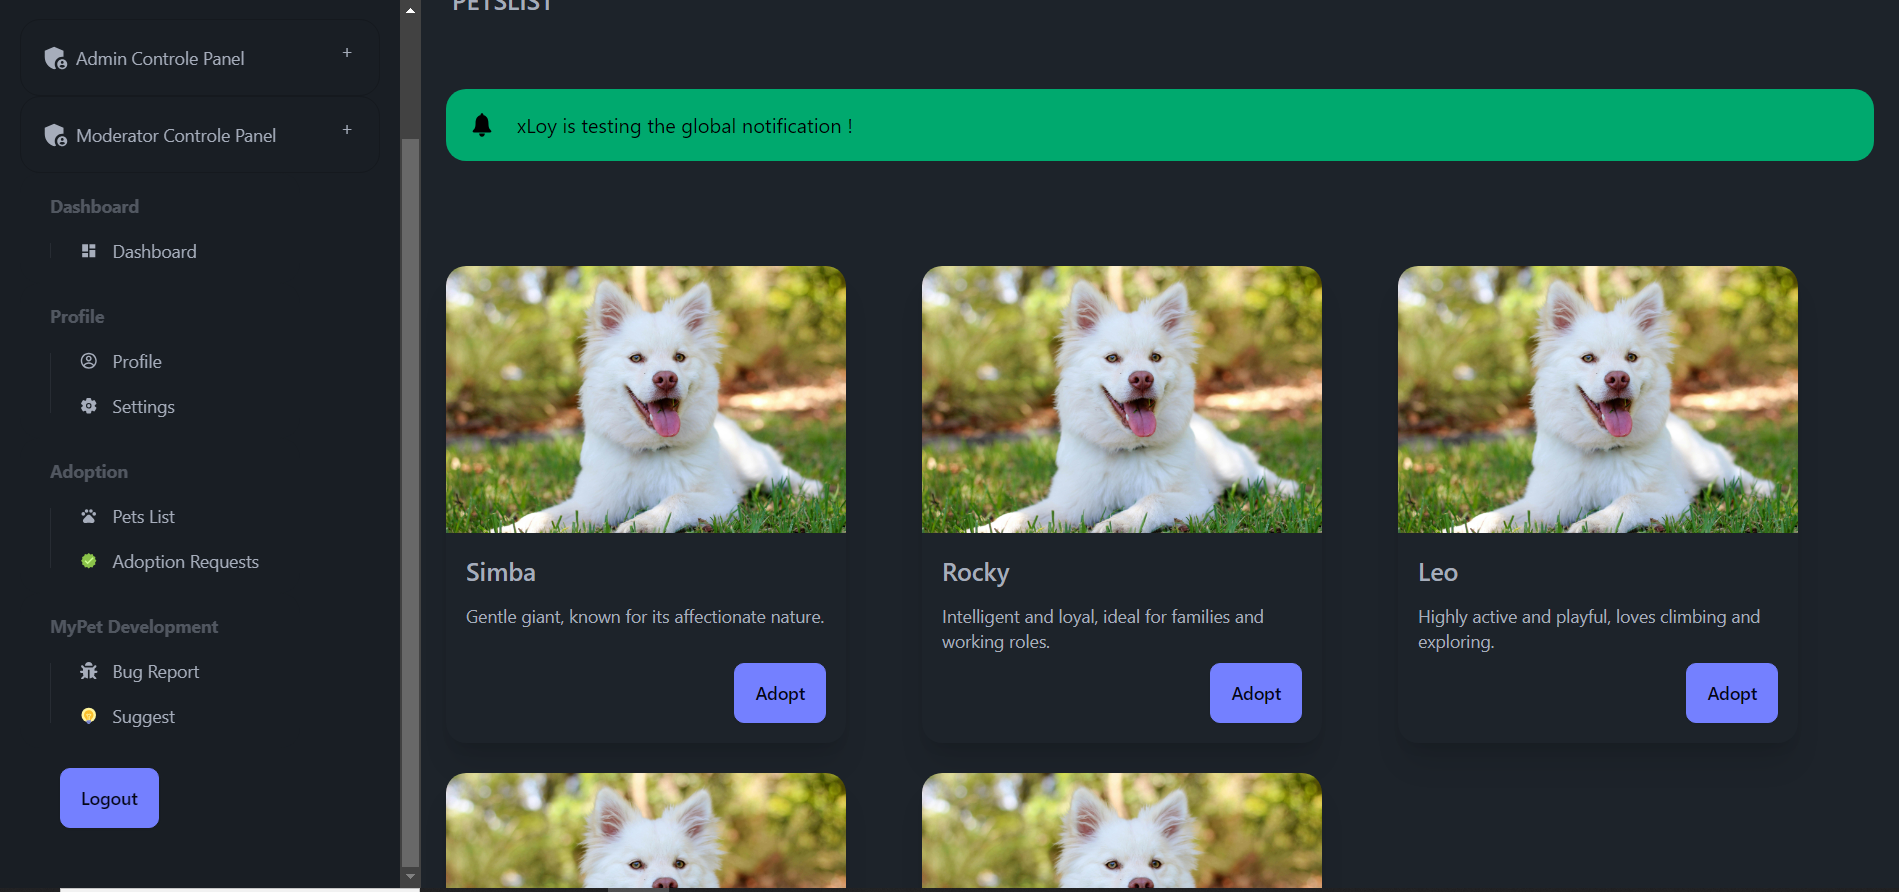 Admin Controle Panel +
Moderator Controle Panel +
Dashboard
Dashboard
Profile
Profile
Settings
Adoption
Pets List
Adoption Requests
MyPet Development
Bug Report
Suggest
Logout
PETSLIST
xLoy is testing the global notification !
Simba
Gentle giant, known for its affectionate nature.
Adopt
Rocky
Intelligent and loyal, ideal for families and
working roles.
Adopt
Leo
Highly active and playful, loves climbing and
exploring.
Adopt